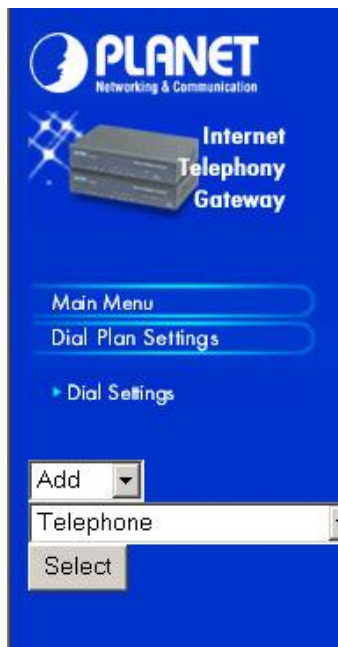 PLANET
Networking & Communication
Internet
Telephony
Gateway
Main Menu
Dial Plan Settings
Dial Settings
Add
Telephone
Select